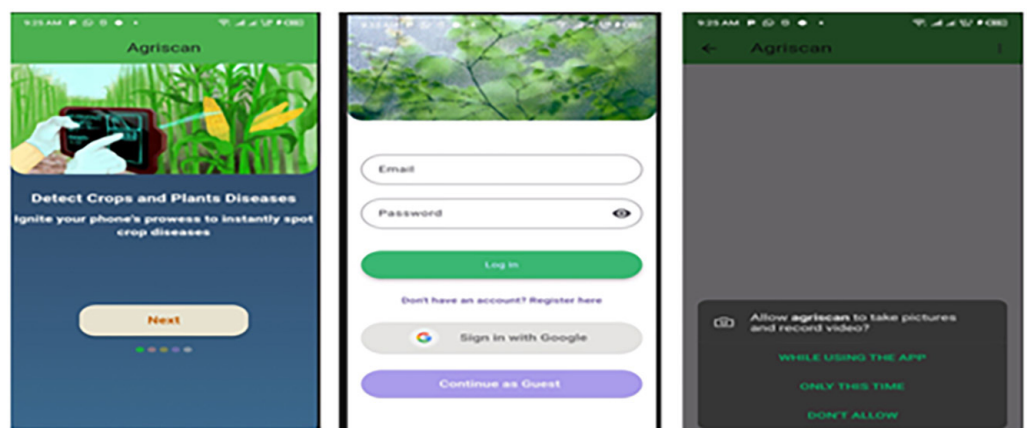 9:25 AM
Agriscan
Detect Crops and Plants Diseases
Ignite your phone's prowess to instantly spot
crop diseases
Next
Email
Password
Log in
Don't have an account? Register here
Sign in with Google
Continue as Guest
9:25 AM
Agriscan
Allow agriscan to take pictures
and record video?
WHILE USING THE APP
ONLY THIS TIME
DON'T ALLOW